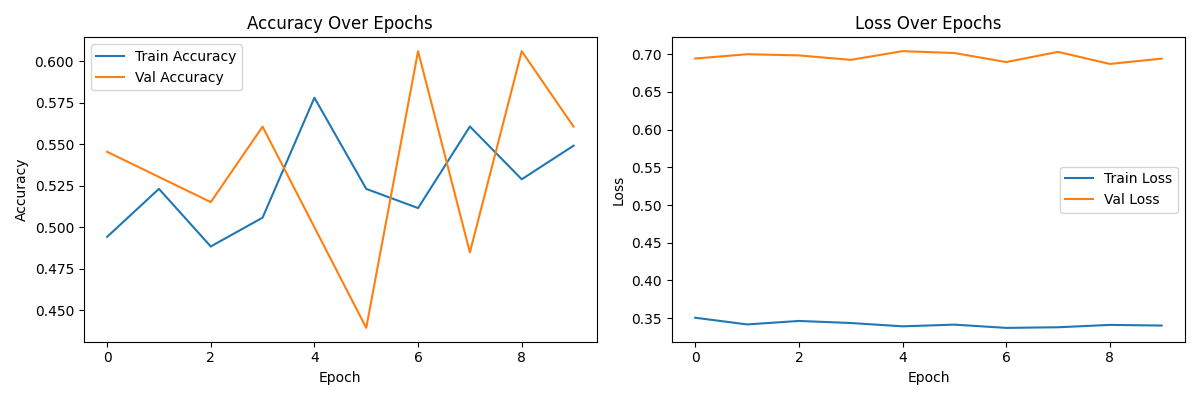 Accuracy Over Epochs
Train Accuracy
Val Accuracy
0.600
0.575
0.550
0.525
0.500
0.475
0.450
Accuracy
0 2 4 6 8
Epoch
Loss Over Epochs
0.70
0.65
0.60
0.55
0.50
0.45
0.40
0.35
Loss
Train Loss
Val Loss
0 2 4 6 8
Epoch